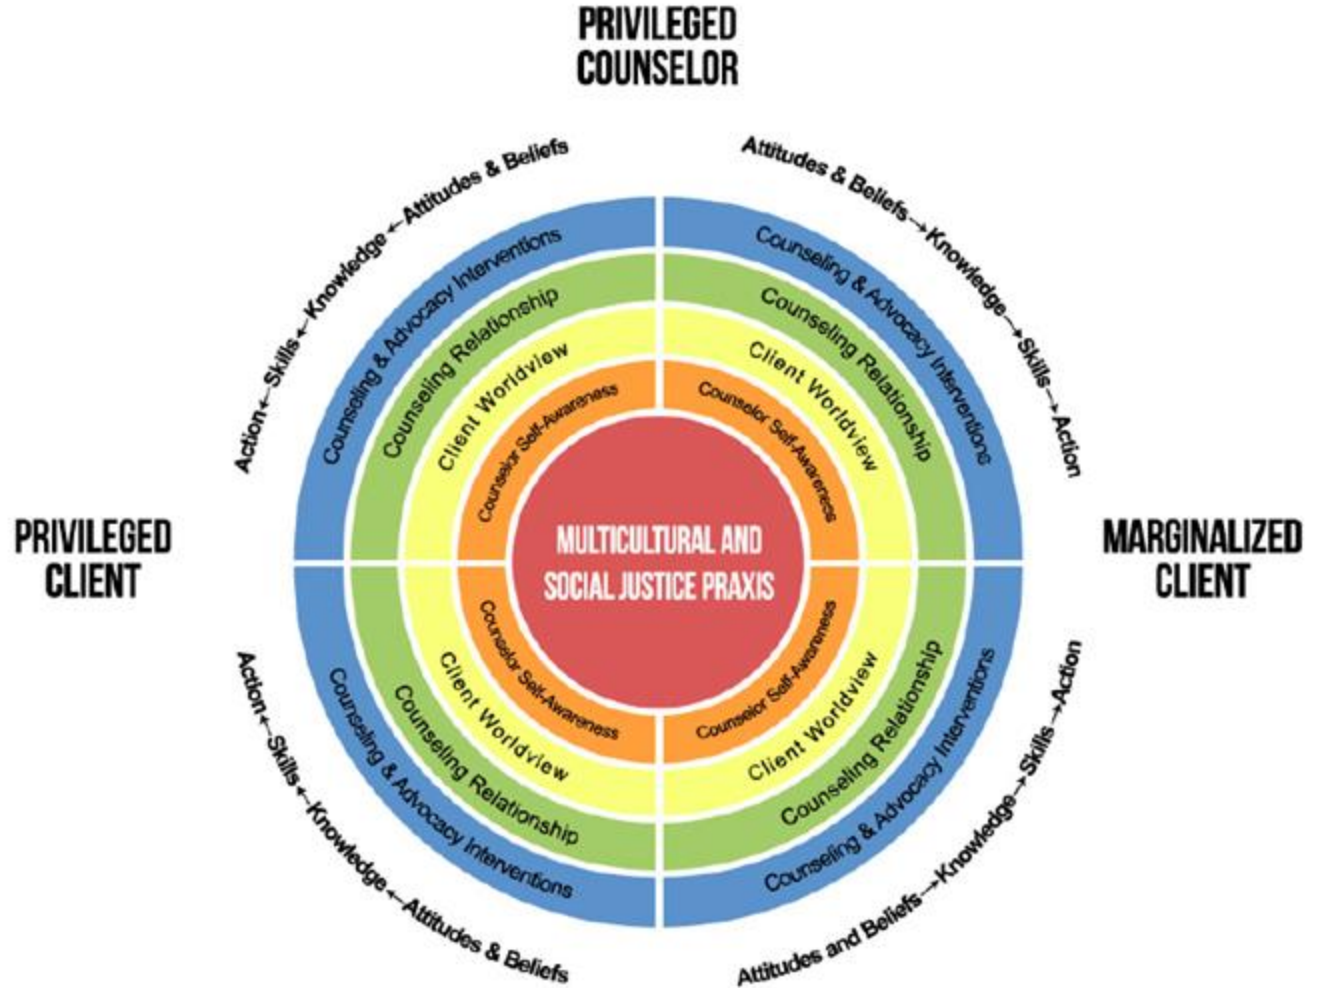 PRIVILEGED
COUNSELOR
Action←Skills←Knowledge←Attitudes & Beliefs
Attitudes & Beliefs→Knowledge→Skills→Action
Counseling & Advocacy Interventions
Counseling & Advocacy Interventions
Counseling Relationship
Counseling Relationship
Client Worldview
Client Worldview
Counselor Self-Awareness
Counselor Self-Awareness
PRIVILEGED
CLIENT
MULTICULTURAL AND
SOCIAL JUSTICE PRAXIS
MARGINALIZED
CLIENT
Counselor Self-Awareness
Counselor Self-Awareness
Client Worldview
Client Worldview
Counseling Relationship
Counseling Relationship
Counseling & Advocacy Interventions
Counseling & Advocacy Interventions
Action←Skills←Knowledge←Attitudes & Beliefs
Attitudes and Beliefs→Knowledge→Skills→Action